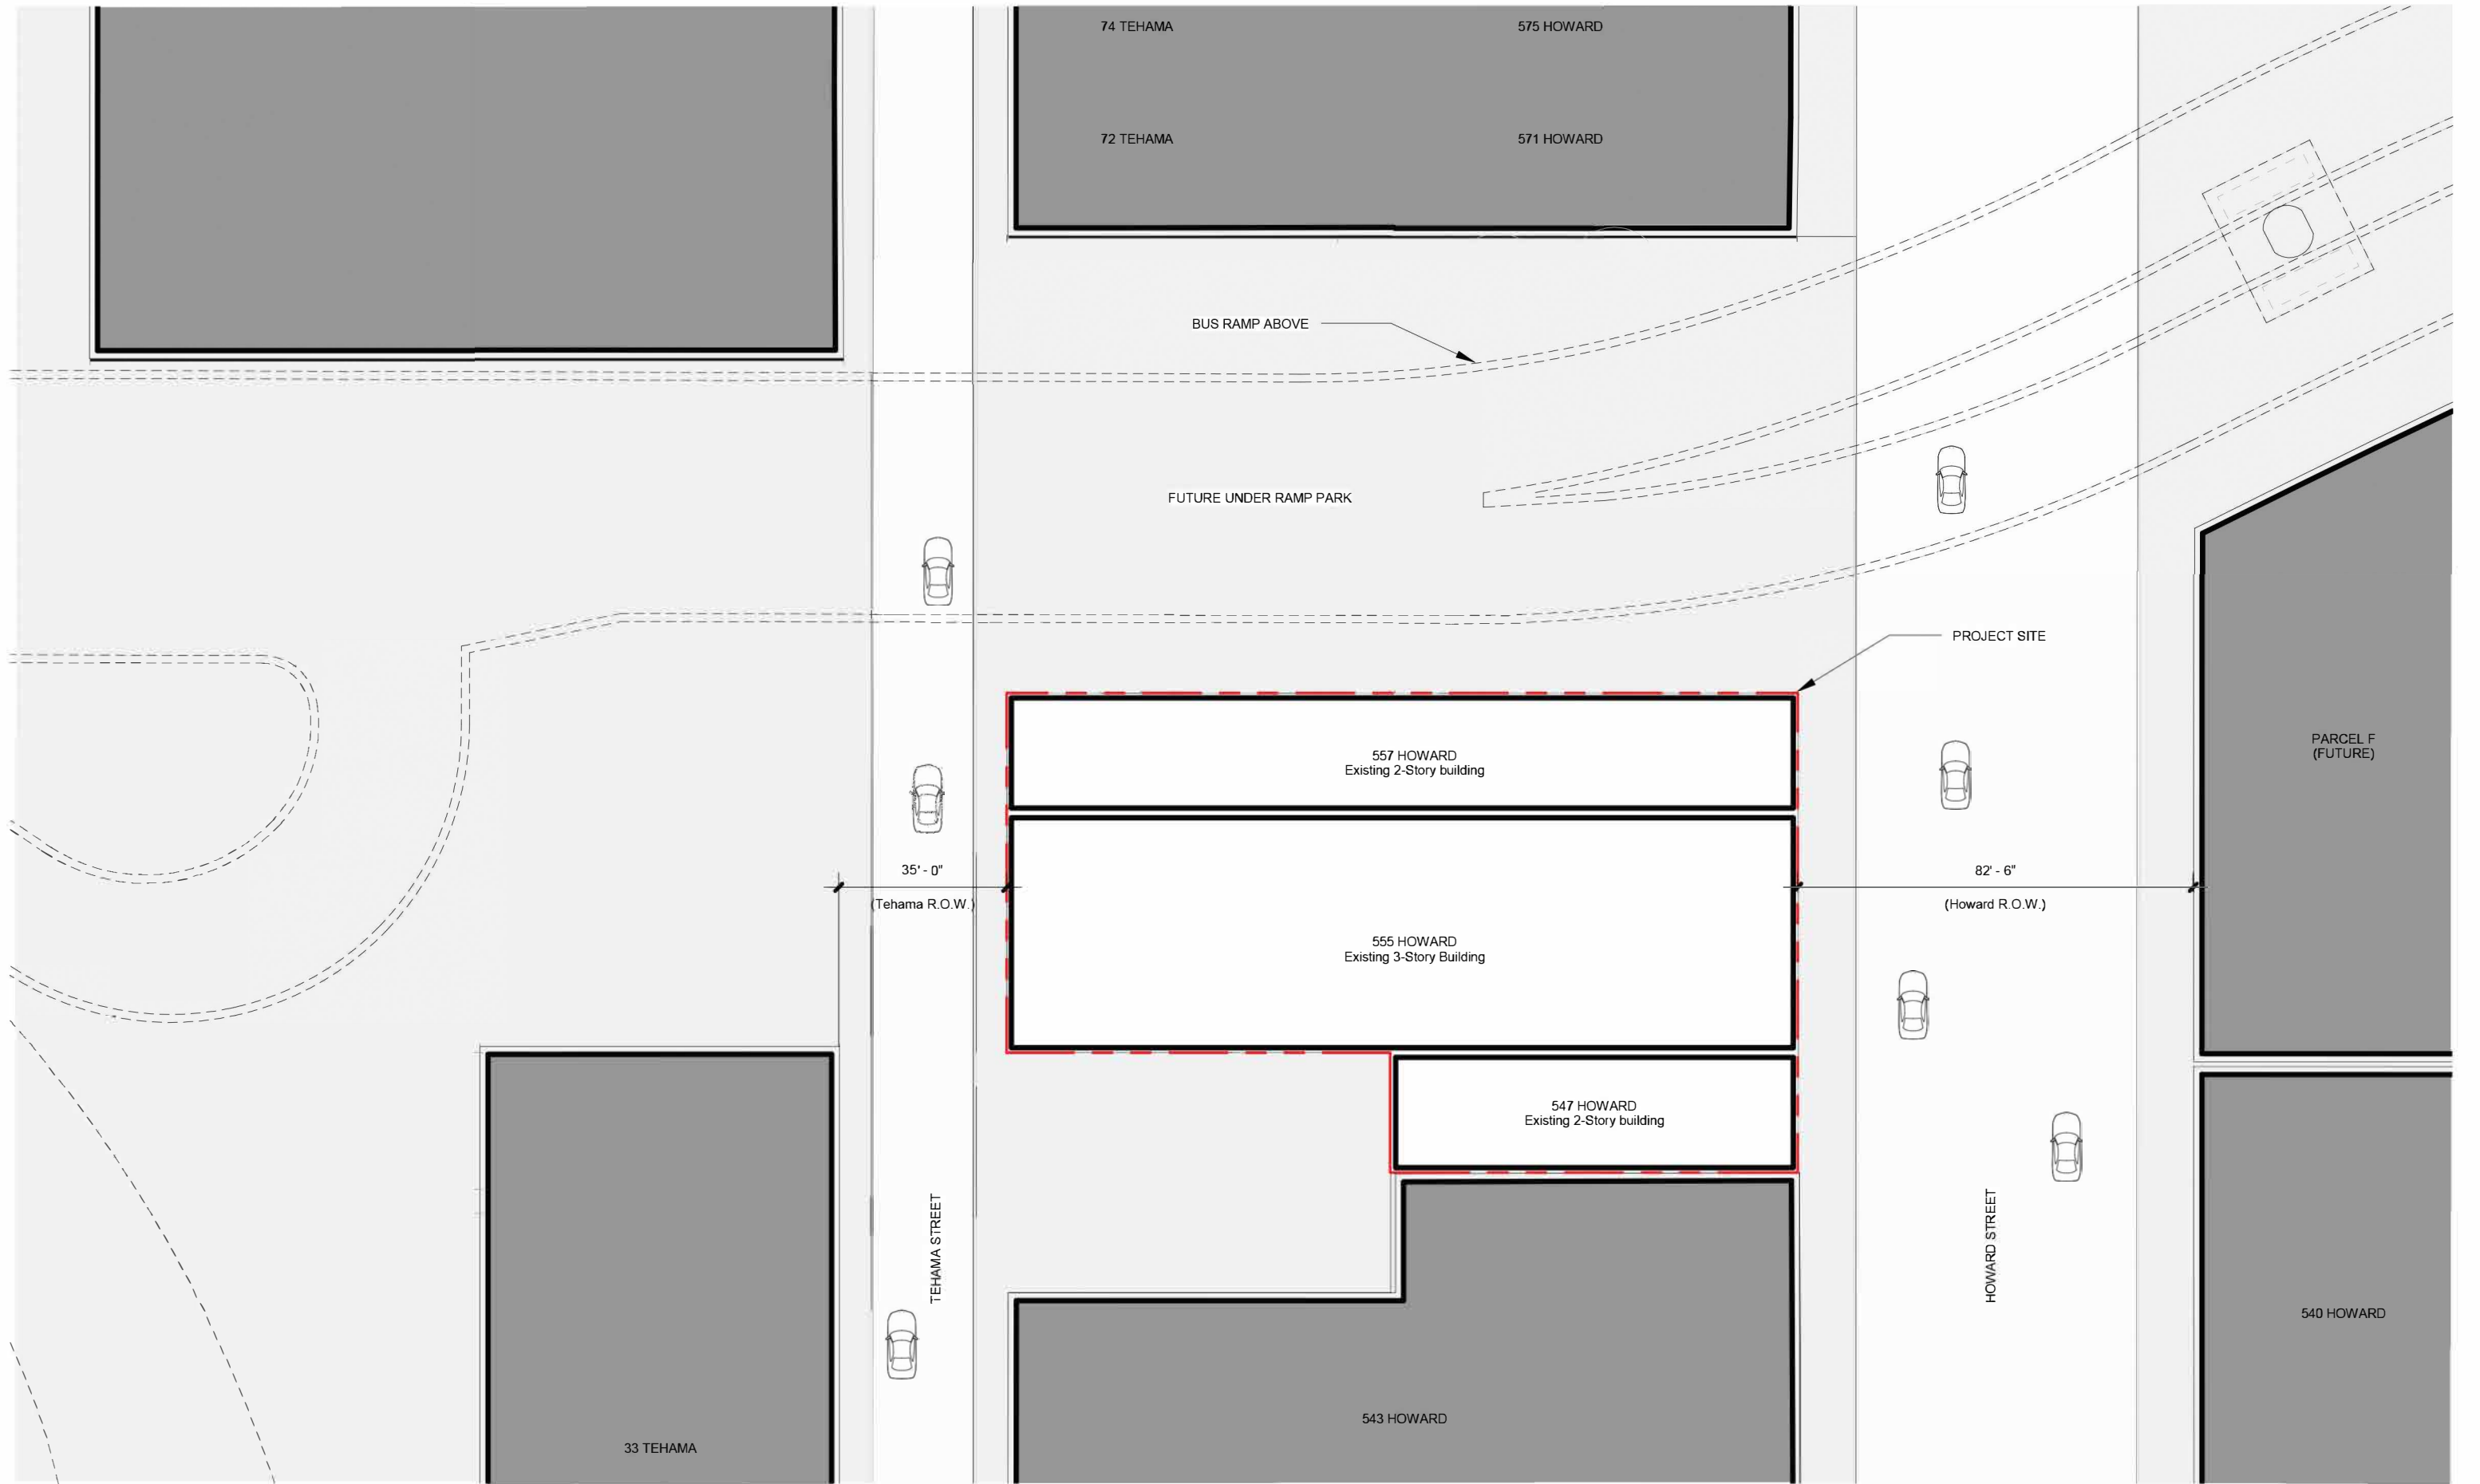 74 TEHAMA
575 HOWARD
72 TEHAMA
571 HOWARD
BUS RAMP ABOVE
FUTURE UNDER RAMP PARK
PROJECT SITE
557 HOWARD
Existing 2-Story building
PARCEL F
(FUTURE)
35' - 0"
(Tehama R.O.W.)
82' - 6"
(Howard R.O.W.)
555 HOWARD
Existing 3-Story Building
547 HOWARD
Existing 2-Story building
TEHAMA STREET
HOWARD STREET
540 HOWARD
543 HOWARD
33 TEHAMA